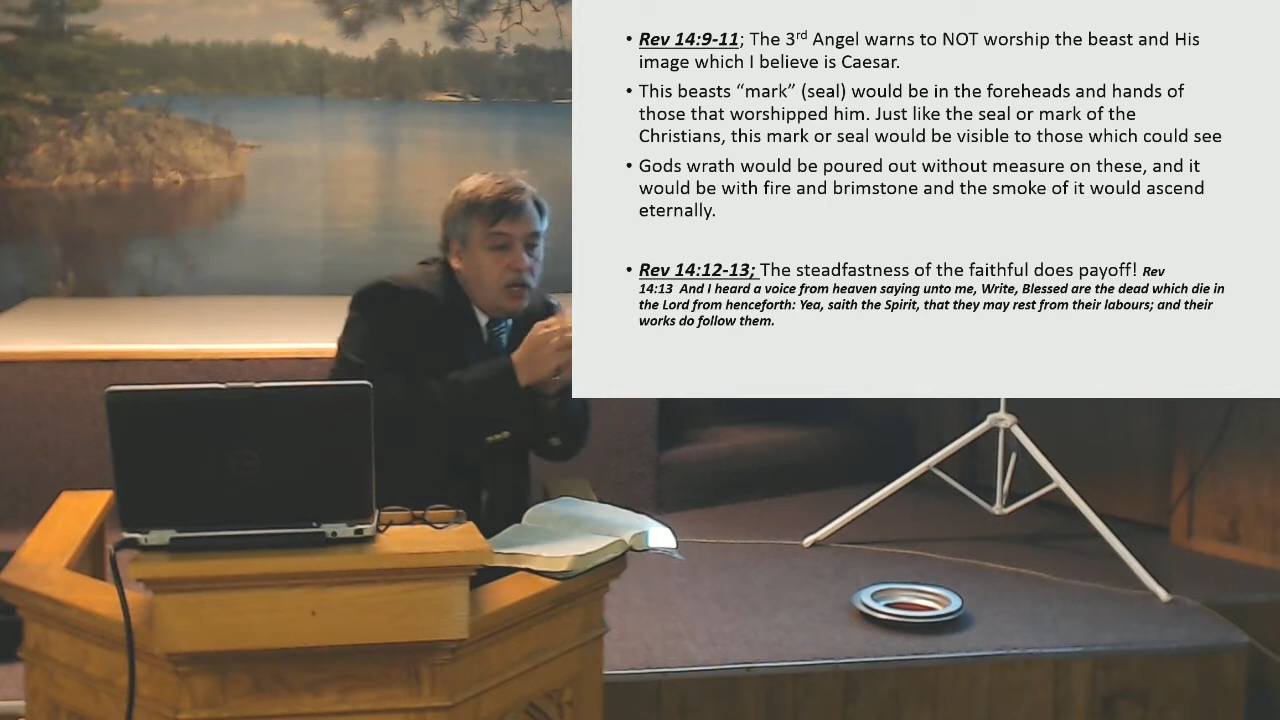 • Rev 14:9-11; The 3rd Angel warns to NOT worship the beast and His
image which I believe is Caesar.
• This beasts “mark” (seal) would be in the foreheads and hands of
those that worshipped him. Just like the seal or mark of the
Christians, this mark or seal would be visible to those which could see
• Gods wrath would be poured out without measure on these, and it
would be with fire and brimstone and the smoke of it would ascend
eternally.
• Rev 14:12-13; The steadfastness of the faithful does payoff! Rev
14:13 And I heard a voice from heaven saying unto me, Write, Blessed are the dead which die in
the Lord from henceforth: Yea, saith the Spirit, that they may rest from their labours; and their
works do follow them.